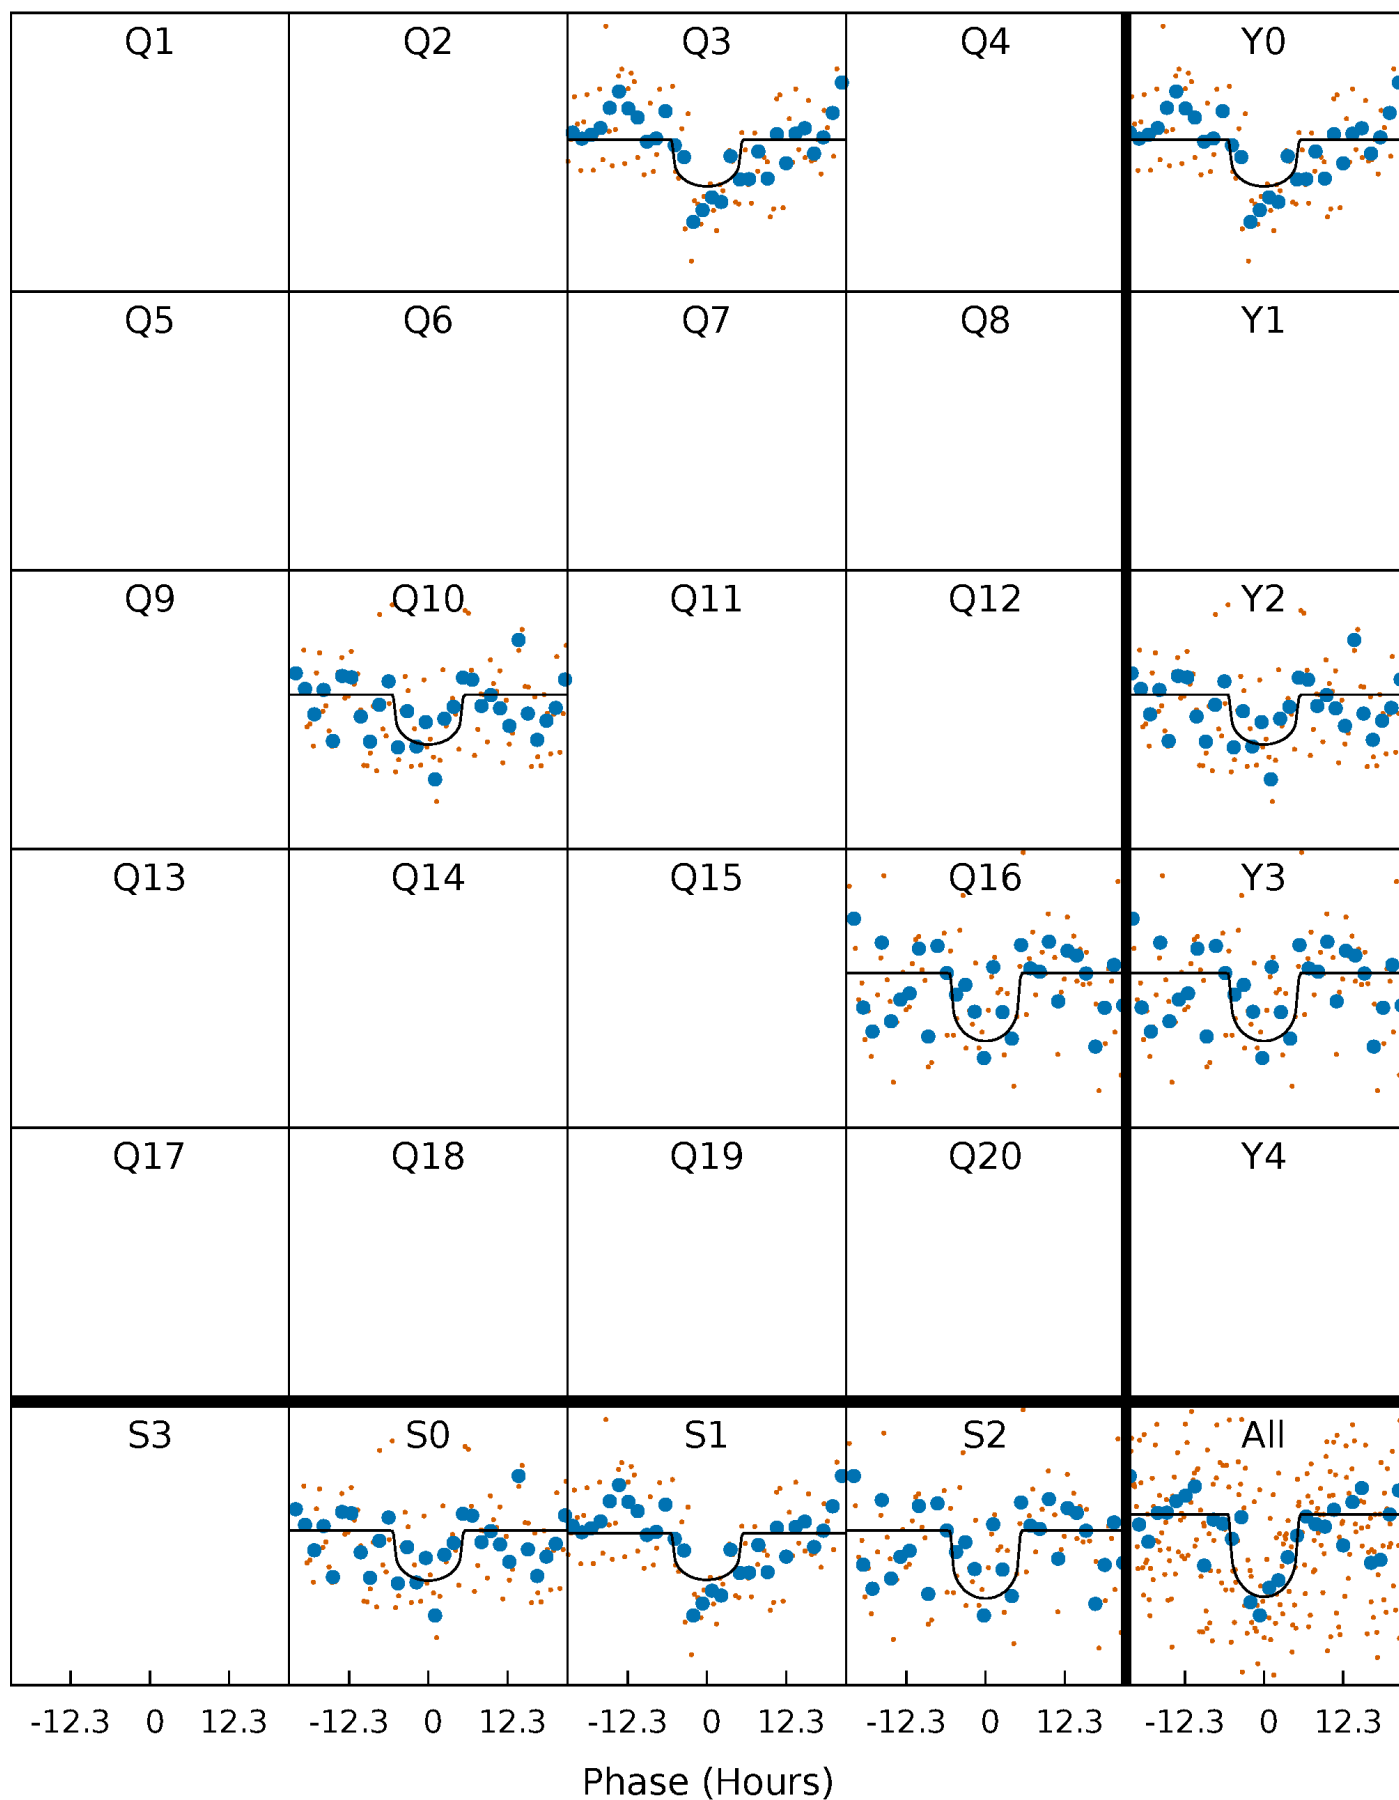 Q1 Q2 Q3 Q4 Y0
Q5 Q6 Q7 Q8 Y1
Q9 Q10 Q11 Q12 Y2
Q13 Q14 Q15 Q16 Y3
Q17 Q18 Q19 Q20 Y4
S3 S0 S1 S2 All
-12.3 0 12.3 -12.3 0 12.3 -12.3 0 12.3 -12.3 0 12.3 -12.3 0 12.3
Phase (Hours)